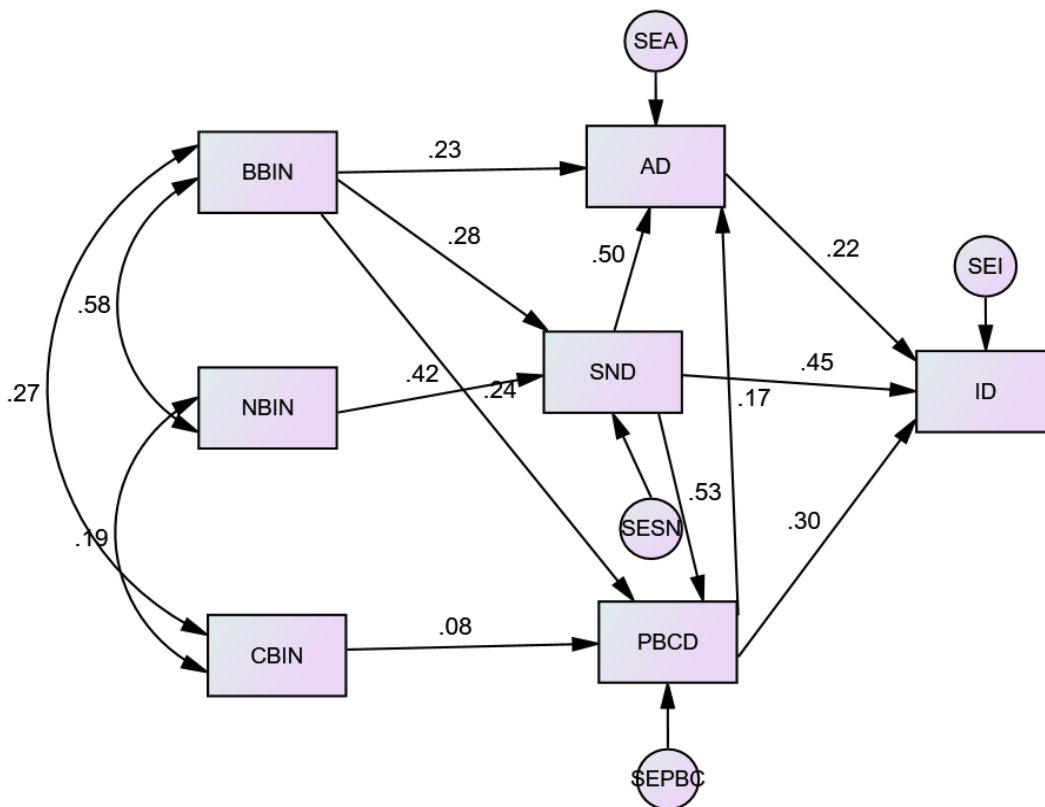 SEA
BBIN
.23
AD
.28
.50
.22
SEI
.58
SND
.45
ID
.27
NBIN
.42
.24
.17
.53
SESN
.30
.19
CBIN
.08
PBCD
SEPBC